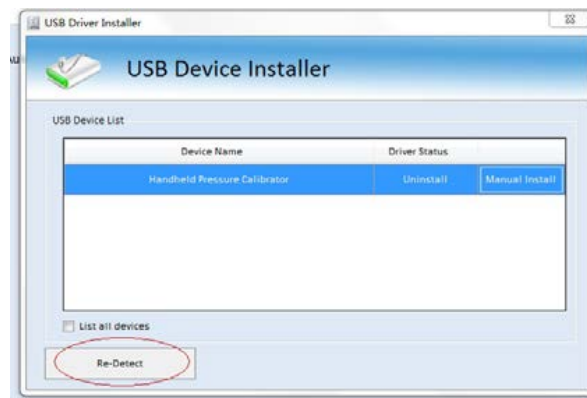 USB Driver Installer
USB Device Installer
USB Device List
Device Name Driver Status
Handheld Pressure Calibrator Uninstall Manual Install
List all devices
Re-Detect